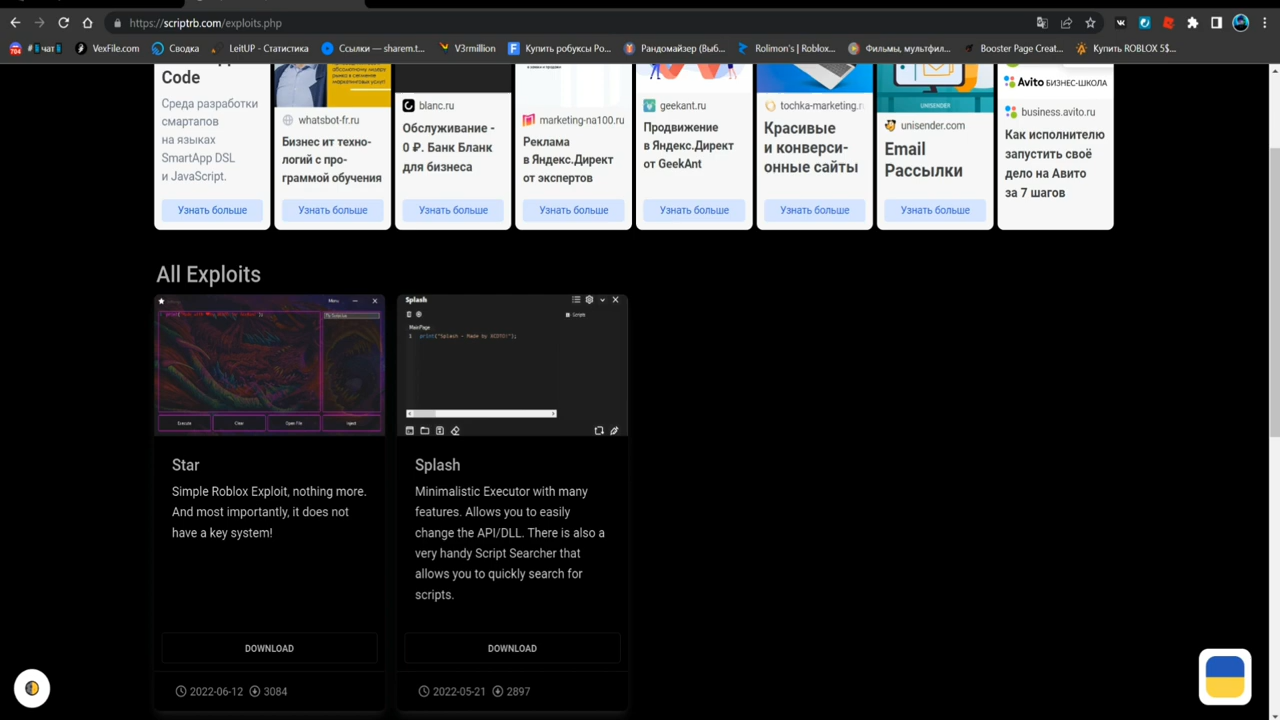 https://scriptrb.com/exploits.php
VexFile.com
Сводка
LeitUP - Статистика
Ссылки — sharem.t...
V3rmillion
Купить робуксы Ро...
Рандомайзер (Выб...
Rolimon's | Roblox...
Фильмы, мультфил...
Booster Page Creat...
Купить ROBLOX 5$...
Code
Среда разработки
смартапов
на языках
SmartApp DSL
и JavaScript.
Узнать больше
whatsbot-fr.ru
Бизнес ит техно-
логий с про-
граммой обучения
Узнать больше
blanc.ru
Обслуживание -
0 ₽. Банк Бланк
для бизнеса
Узнать больше
marketing-na100.ru
Реклама
в Яндекс.Директ
от экспертов
Узнать больше
geekant.ru
Продвижение
в Яндекс.Директ
от GeekAnt
Узнать больше
tochka-marketing.r
Красивые
и конверси-
онные сайты
Узнать больше
UNISENDER
unisender.com
Email
Рассылки
Узнать больше
Avito БИЗНЕС-ШКОЛА
business.avito.ru
Как исполнителю
запустить своё
дело на Авито
за 7 шагов
All Exploits
Menu
Execute
Clear
Open File
Inject
Star
Simple Roblox Exploit, nothing more.
And most importantly, it does not
have a key system!
DOWNLOAD
2022-06-12 3084
Splash
Scripts
MainPage
Splash
Minimalistic Executor with many
features. Allows you to easily
change the API/DLL. There is also a
very handy Script Searcher that
allows you to quickly search for
scripts.
DOWNLOAD
2022-05-21 2897